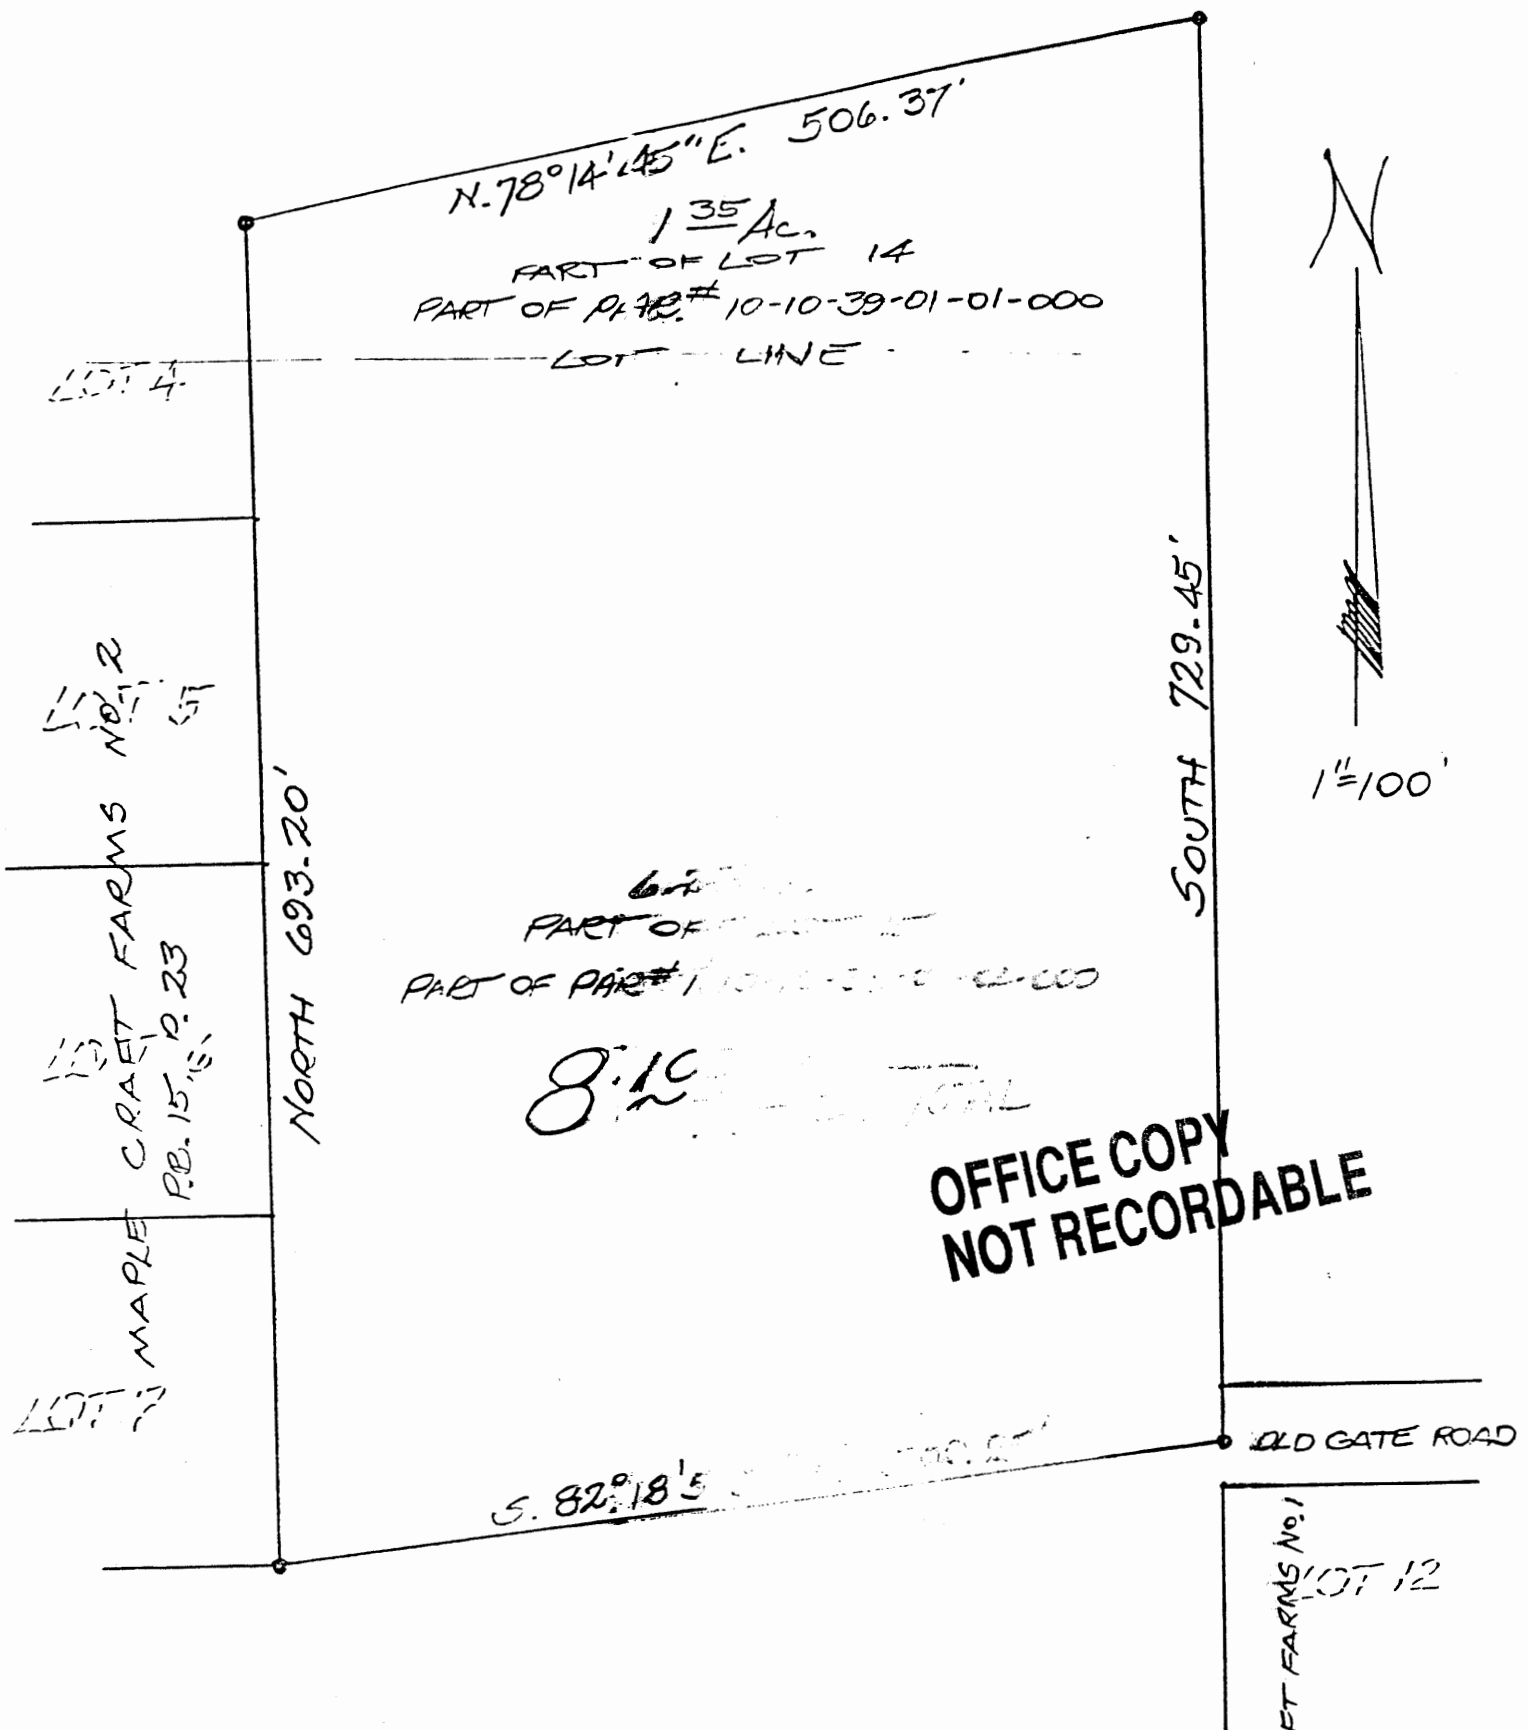 N. 78° 14' 45" E. 506.37'
1 35 Ac.
PART OF LOT 14
PART OF PAR.# 10-10-39-01-01-000
LOT LINE
LOT 4
N
1"=100'
LOT 5
MAPLE CRAFT FARMS NO. 2
P.B. 15, P. 23
NORTH 693.20'
SOUTH 729.45'
PART OF
PART OF PAR#
TOTAL
OFFICE COPY
NOT RECORDABLE
LOT 7
S. 82° 18'
OLD GATE ROAD
FARMS No. 1
LOT 12